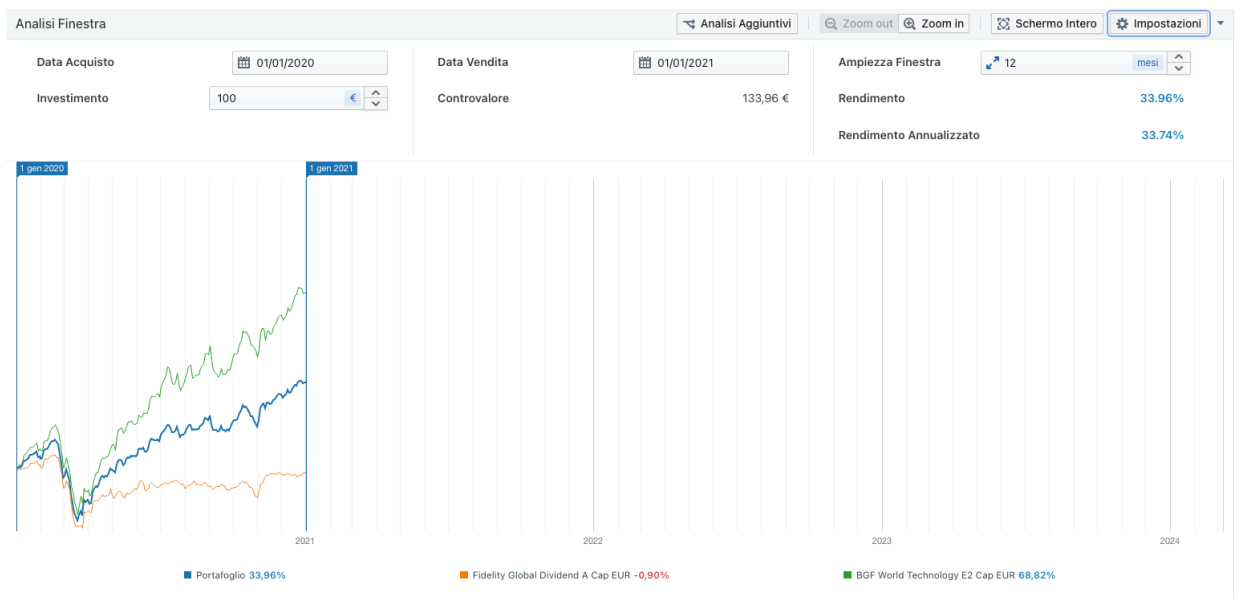 Analisi Finestra
Analisi Aggiuntivi
Zoom out
Zoom in
Schermo Intero
Impostazioni
Data Acquisto 01/01/2020
Data Vendita 01/01/2021
Ampiezza Finestra 12 mesi
Investimento 100 €
Controvalore 133,96 €
Rendimento 33.96%
Rendimento Annualizzato 33.74%
1 gen 2020
1 gen 2021
2021
2022
2023
2024
Portafoglio 33,96%
Fidelity Global Dividend A Cap EUR -0,90%
BGF World Technology E2 Cap EUR 68,82%